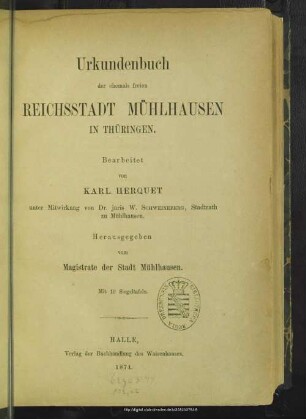 Urkundenbuch
der ehemals freien
REICHSSTADT MÜHLHAUSEN
IN THÜRINGEN.
Bearbeitet
von
KARL HERQUET
unter Mitwirkung von Dr. juris W. SCHWEINEBERG, Stadtrath
zu Mühlhausen.
Herausgegeben
vom
Magistrate der Stadt Mühlhausen.
Mit 10 Siegeltafeln.
HALLE,
Verlag der Buchhandlung des Waisenhauses.
1874.